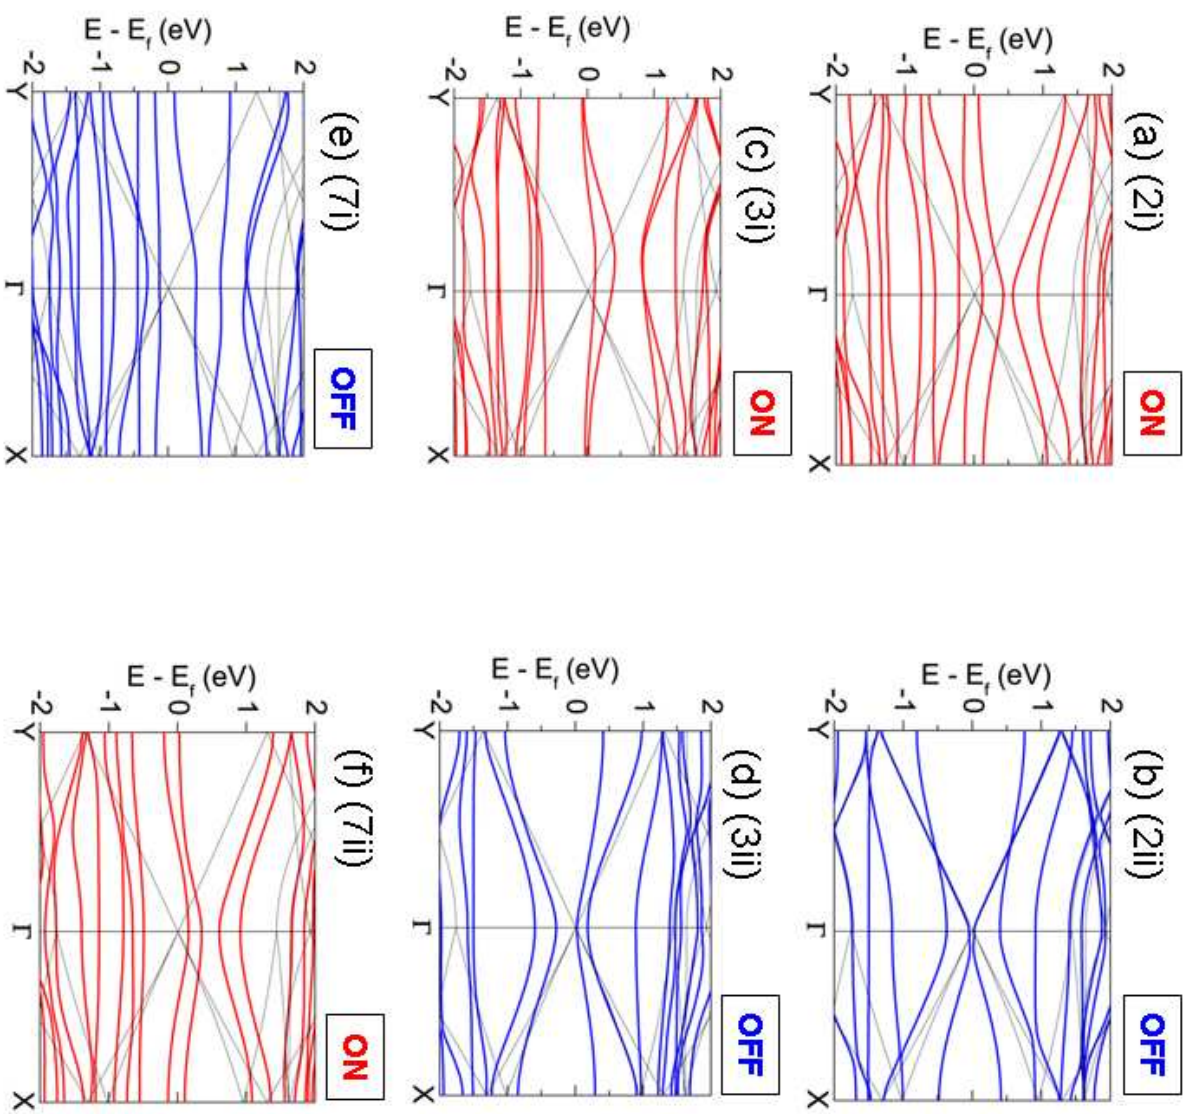 (a) (2i) ON
E - E_f (eV)
2
1
0
-1
-2
Y Γ X
(b) (2ii) OFF
E - E_f (eV)
2
1
0
-1
-2
Y Γ X
(c) (3i) ON
E - E_f (eV)
2
1
0
-1
-2
Y Γ X
(d) (3ii) OFF
E - E_f (eV)
2
1
0
-1
-2
Y Γ X
(e) (7i) OFF
E - E_f (eV)
2
1
0
-1
-2
Y Γ X
(f) (7ii) ON
E - E_f (eV)
2
1
0
-1
-2
Y Γ X